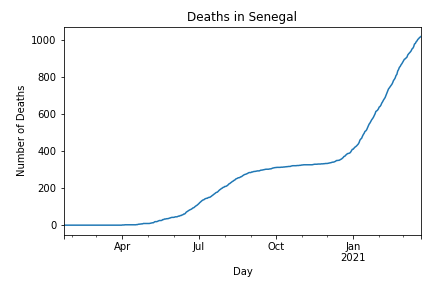 Deaths in Senegal
1000
800
600
400
200
0
Number of Deaths
Apr
Jul
Oct
Jan
2021
Day